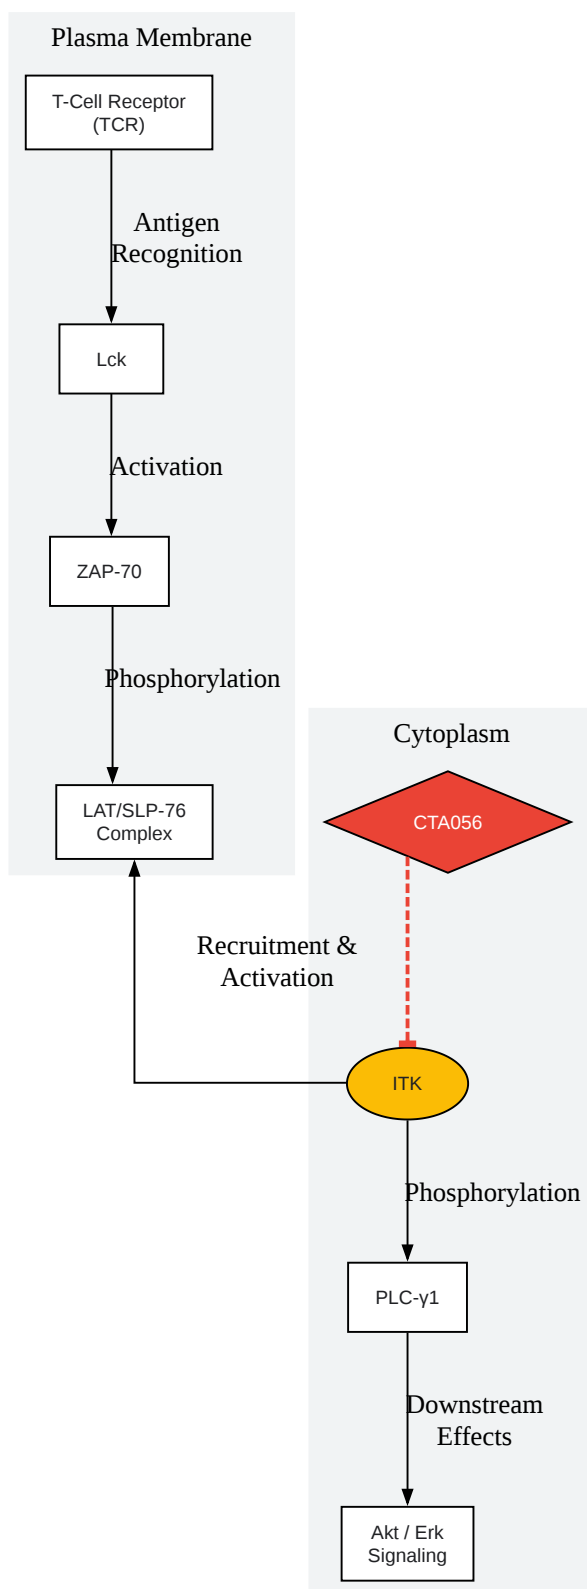 Plasma Membrane
T-Cell Receptor
(TCR)
Antigen
Recognition
Lck
Activation
ZAP-70
Phosphorylation
LAT/SLP-76
Complex
Cytoplasm
CTA056
Recruitment &
Activation
ITK
Phosphorylation
PLC-γ1
Downstream
Effects
Akt / Erk
Signaling